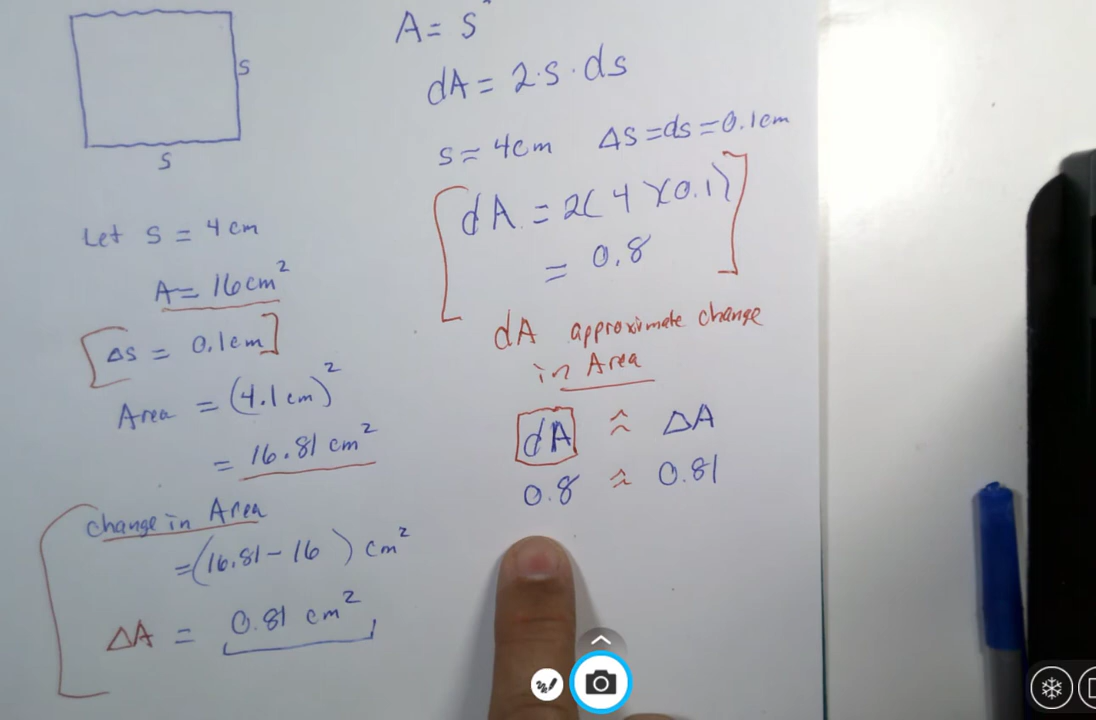 S
S
Let S = 4 cm
A = 16 cm²
Δs = 0.1cm
Area = (4.1 cm)²
= 16.81 cm²
change in Area
=(16.81 - 16) cm²
ΔA = 0.81 cm²
A = S²
dA = 2·S·ds
S = 4cm ΔS = ds = 0.1cm
dA = 2(4)(0.1)
= 0.8
dA approximate change
in Area
dA ≈ ΔA
0.8 ≈ 0.81